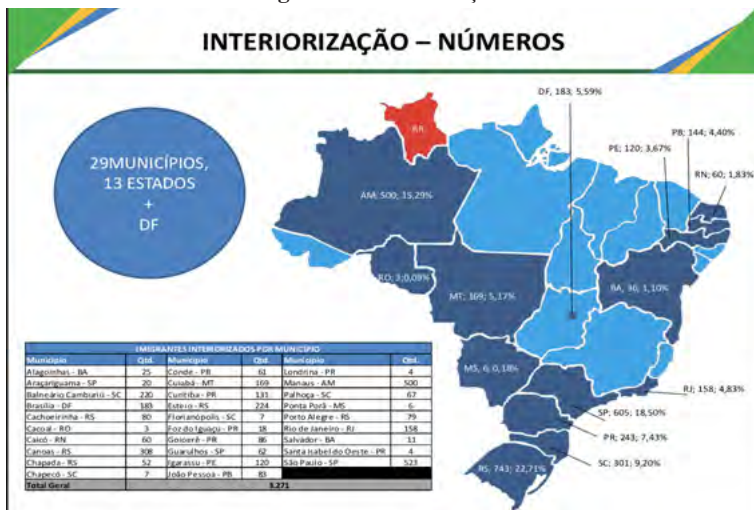 INTERIORIZAÇÃO – NÚMEROS
29MUNICÍPIOS,
13 ESTADOS
+
DF
DF, 183; 5,59%
PB; 144; 4,40%
PE; 120; 3,67%
RN; 60; 1,83%
RR
AM; 500; 15,29%
RO; 3;0,09%
MT; 169; 5,17%
BA, 36; 1,10%
MS, 6; 0,18%
RJ; 158; 4,83%
SP; 605; 18,50%
PR; 243; 7,43%
SC; 301; 9,20%
RS; 743; 22,71%
IMIGRANTES INTERIORIZADOS POR MUNICÍPIO
Município Qtd. Município Qtd. Município Qtd.
Alagoinhas - BA 25 Conde - PB 61 Londrina - PR 4
Araçariguama - SP 20 Cuiabá - MT 169 Manaus - AM 500
Balneário Camburiú - SC 220 Curitiba - PR 131 Palhoça - SC 67
Brasília - DF 183 Esteio - RS 224 Ponta Porã - MS 6
Cachoeirinha - RS 80 Florianópolis - SC 7 Porto Alegre - RS 79
Cacoal - RO 3 Foz do Iguaçu - PR 18 Rio de Janeiro - RJ 158
Caicó - RN 60 Goioerê - PR 86 Salvador - BA 11
Canoas - RS 308 Guarulhos - SP 62 Santa Isabel do Oeste - PR 4
Chapada - RS 52 Igarassu - PE 120 São Paulo - SP 523
Chapecó - SC 7 João Pessoa - PB 83
Total Geral 3.271